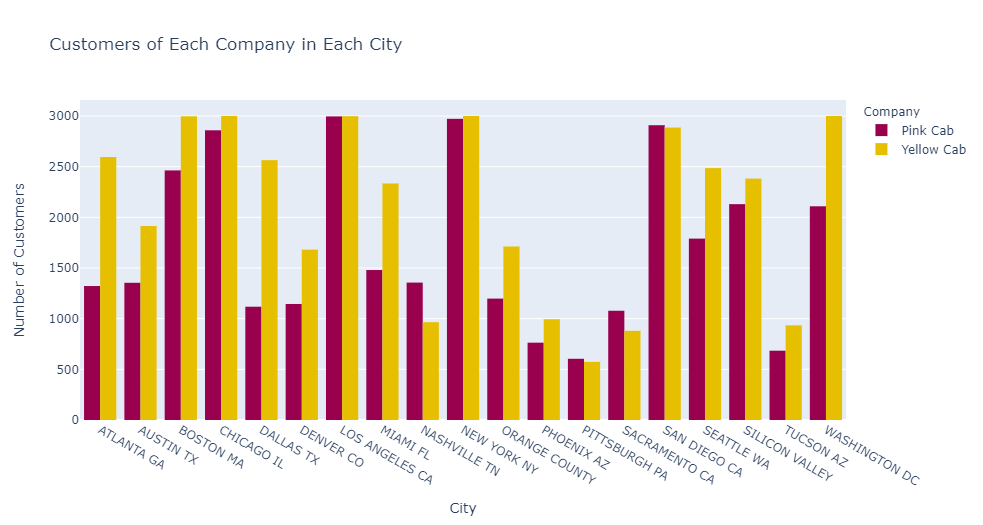 Customers of Each Company in Each City
Company
Pink Cab
Yellow Cab
Number of Customers
3000
2500
2000
1500
1000
500
0
ATLANTA GA
AUSTIN TX
BOSTON MA
CHICAGO IL
DALLAS TX
DENVER CO
LOS ANGELES CA
MIAMI FL
NASHVILLE TN
NEW YORK NY
ORANGE COUNTY
PHOENIX AZ
PITTSBURGH PA
SACRAMENTO CA
SAN DIEGO CA
SEATTLE WA
SILICON VALLEY
TUCSON AZ
WASHINGTON DC
City